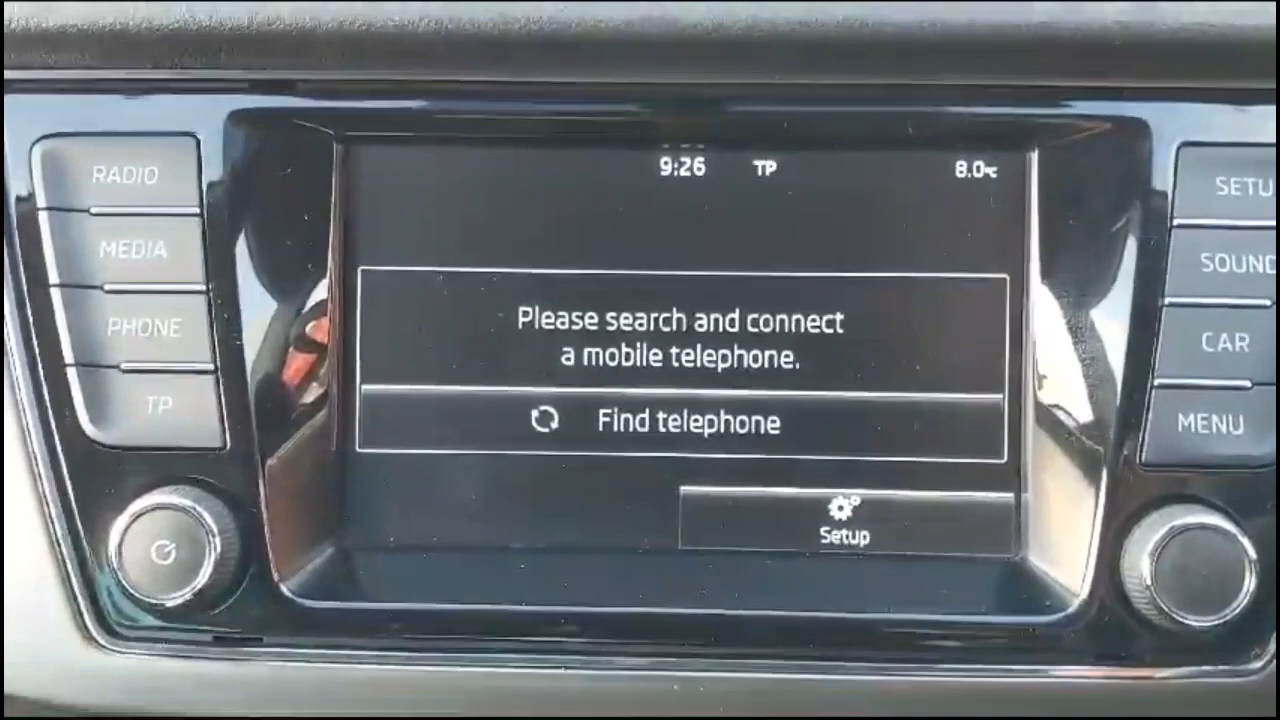 RADIO
MEDIA
PHONE
TP
9:26 TP 8.0°C
Please search and connect
a mobile telephone.
Find telephone
Setup
SETU
SOUND
CAR
MENU